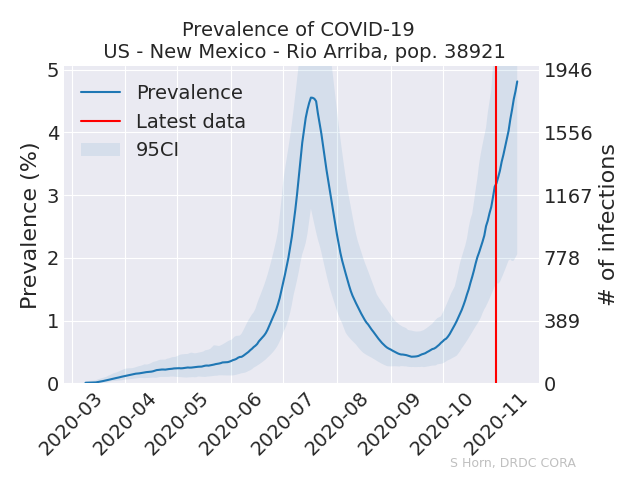 Prevalence of COVID-19
US - New Mexico - Rio Arriba, pop. 38921
Prevalence (%)
5
4
3
2
1
0
Prevalence
Latest data
95CI
1946
1556
1167
778
389
0
# of infections
2020-03
2020-04
2020-05
2020-06
2020-07
2020-08
2020-09
2020-10
2020-11
S Horn, DRDC CORA